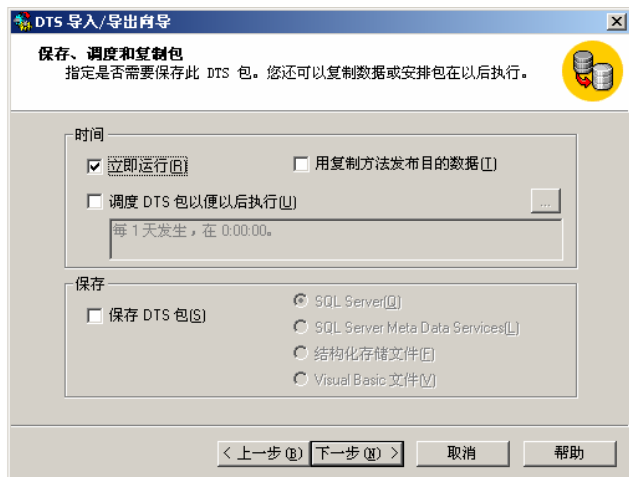 DTS 导入/导出向导
保存、调度和复制包
指定是否需要保存此 DTS 包。您还可以复制数据或安排包在以后执行。
时间
立即运行(R)
用复制方法发布目的数据(T)
调度 DTS 包以便以后执行(U)
...
每 1 天发生，在 0:00:00。
保存
保存 DTS 包(S)
SQL Server(Q)
SQL Server Meta Data Services(L)
结构化存储文件(F)
Visual Basic 文件(V)
< 上一步(B) 下一步(N) > 取消 帮助